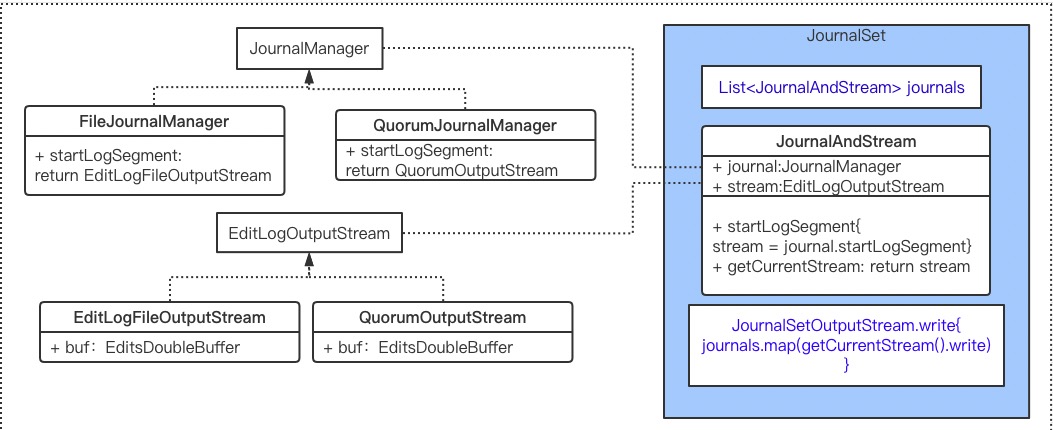 JournalManager
FileJournalManager
+ startLogSegment:
return EditLogFileOutputStream
QuorumJournalManager
+ startLogSegment:
return QuorumOutputStream
EditLogOutputStream
EditLogFileOutputStream
+ buf：EditsDoubleBuffer
QuorumOutputStream
+ buf：EditsDoubleBuffer
JournalSet
List<JournalAndStream> journals
JournalAndStream
+ journal:JournalManager
+ stream:EditLogOutputStream
+ startLogSegment{
stream = journal.startLogSegment}
+ getCurrentStream: return stream
JournalSetOutputStream.write{
journals.map(getCurrentStream().write)
}